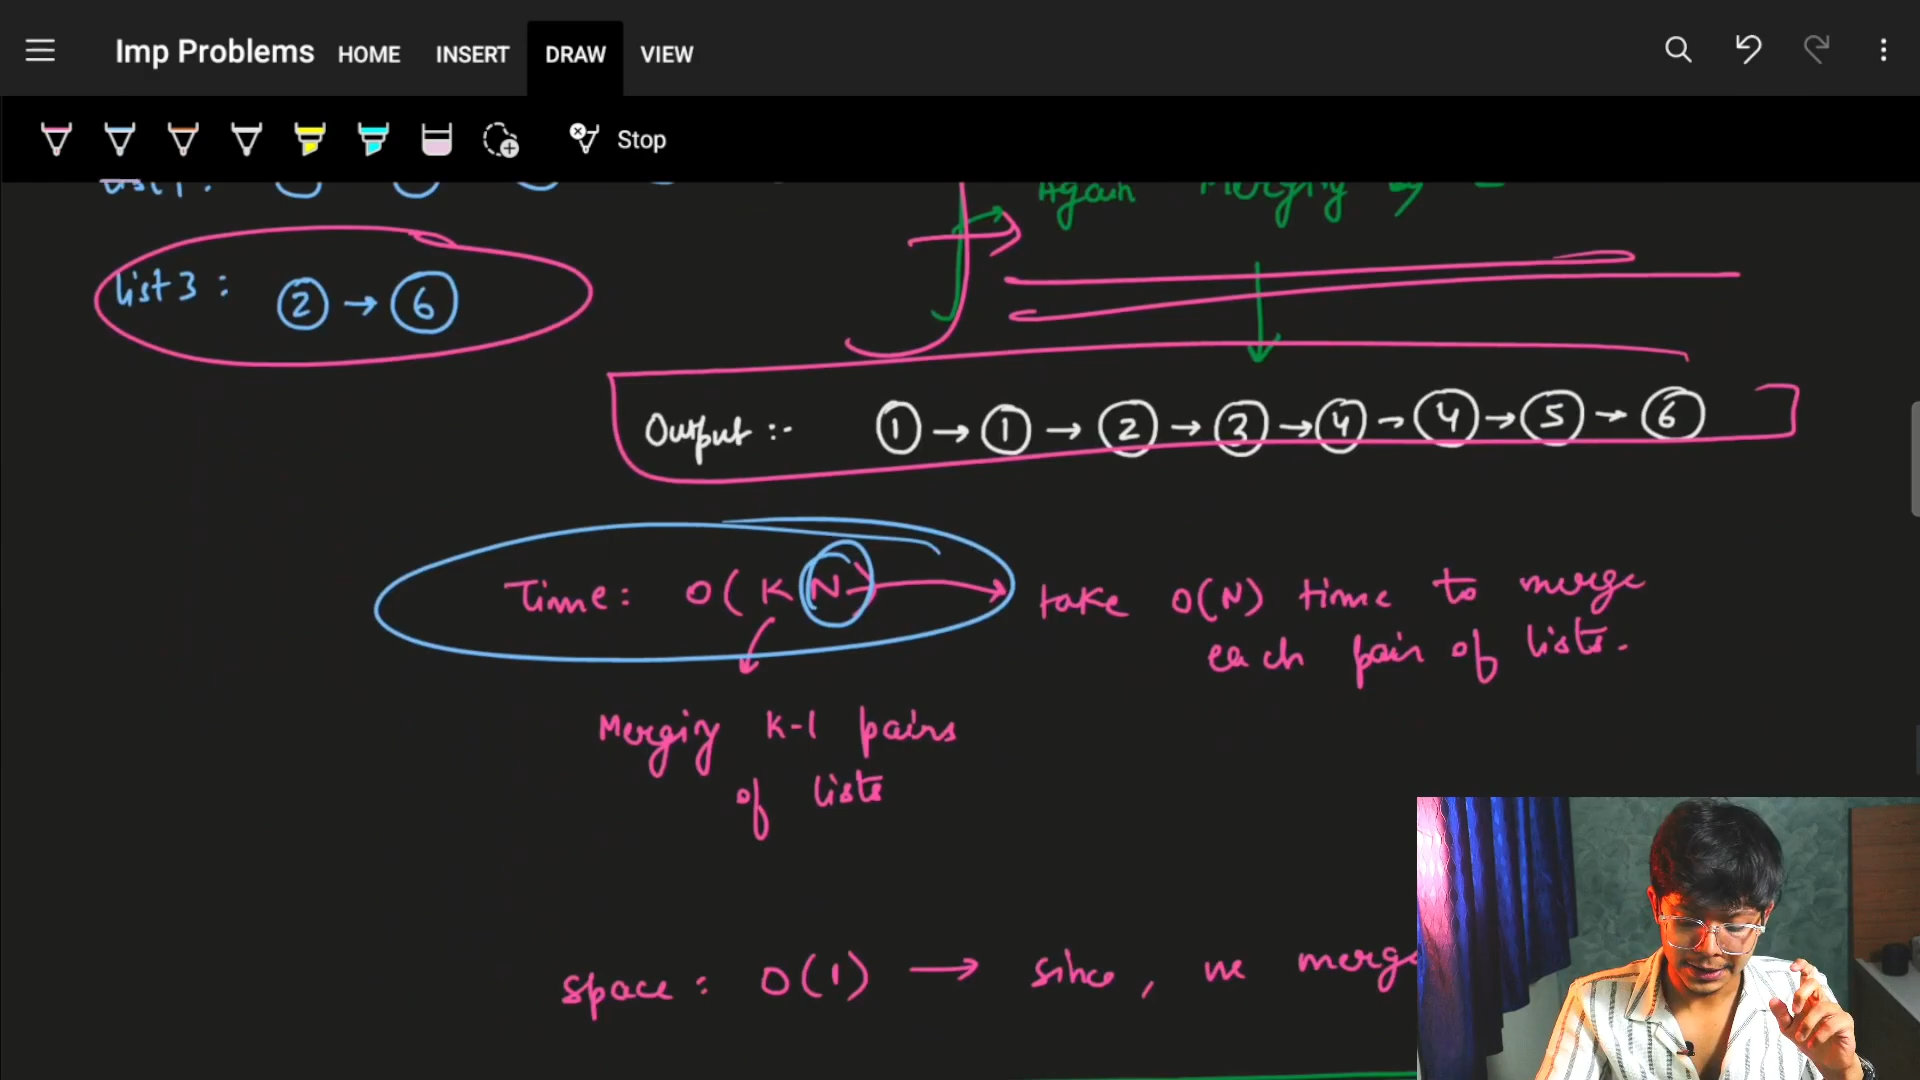 Imp Problems HOME INSERT DRAW VIEW
Stop
Again Merging
list 3 :
2 → 6
Output :- 1 → 1 → 2 → 3 → 4 → 4 → 5 → 6
Time: O( K N ) → take O(N) time to merge
each pair of lists.
Merging K-1 pairs
of lists
space: O(1) → since, we merge